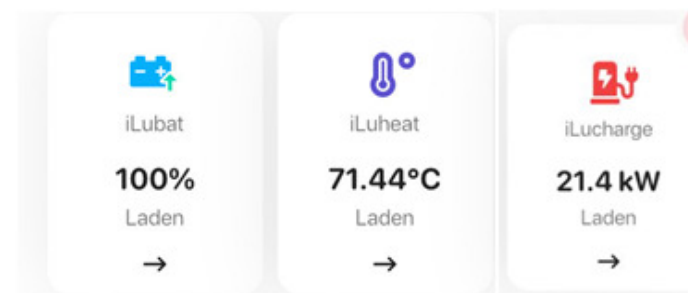 iLubat
100%
Laden
→
iLuheat
71.44°C
Laden
→
iLucharge
21.4 kW
Laden
→